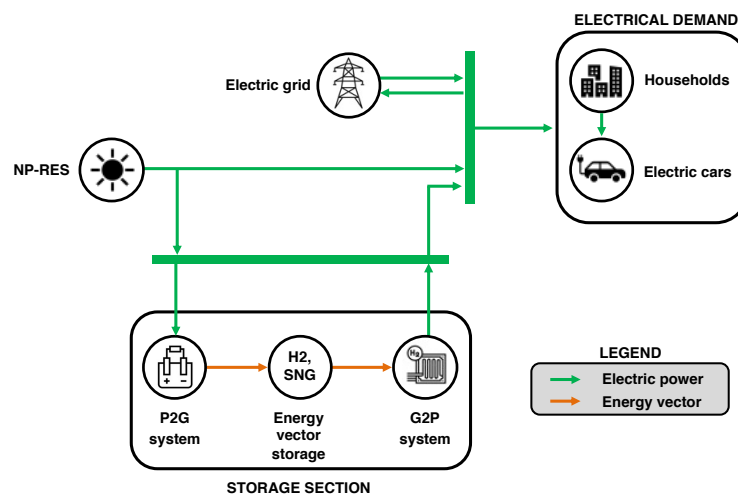 ELECTRICAL DEMAND
Electric grid
Households
NP-RES
Electric cars
H2,
SNG
H2
+ -
P2G
system
Energy
vector
storage
G2P
system
STORAGE SECTION
LEGEND
Electric power
Energy vector